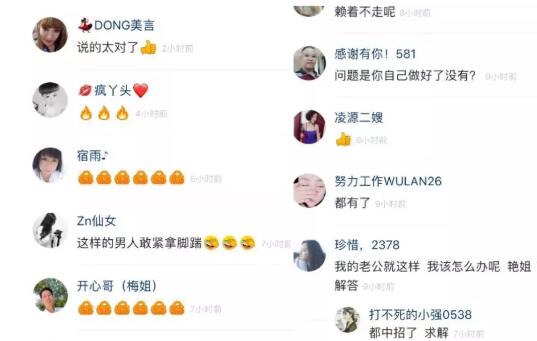 💃DONG美言
说的太对了👍 2小时前
💋疯丫头❤️
🔥🔥🔥 4小时前
宿雨♪
🙆🙆🙆🙆🙆🙆 6小时前
Zn仙女
这样的男人敢紧拿脚踹😂😂😂 7小时前
开心哥（梅姐）
🙆🙆🙆🙆🙆🙆 7小时前
赖着不走呢 8小时前
感谢有你！581
问题是你自己做好了没有? 9小时前
凌源二嫂
👍 9小时前
努力工作WULAN26
都有了 9小时前
珍惜，2378
我的老公就这样 我该怎么办呢 艳姐
解答 9小时前
打不死的小强0538
都中招了 求解 7小时前